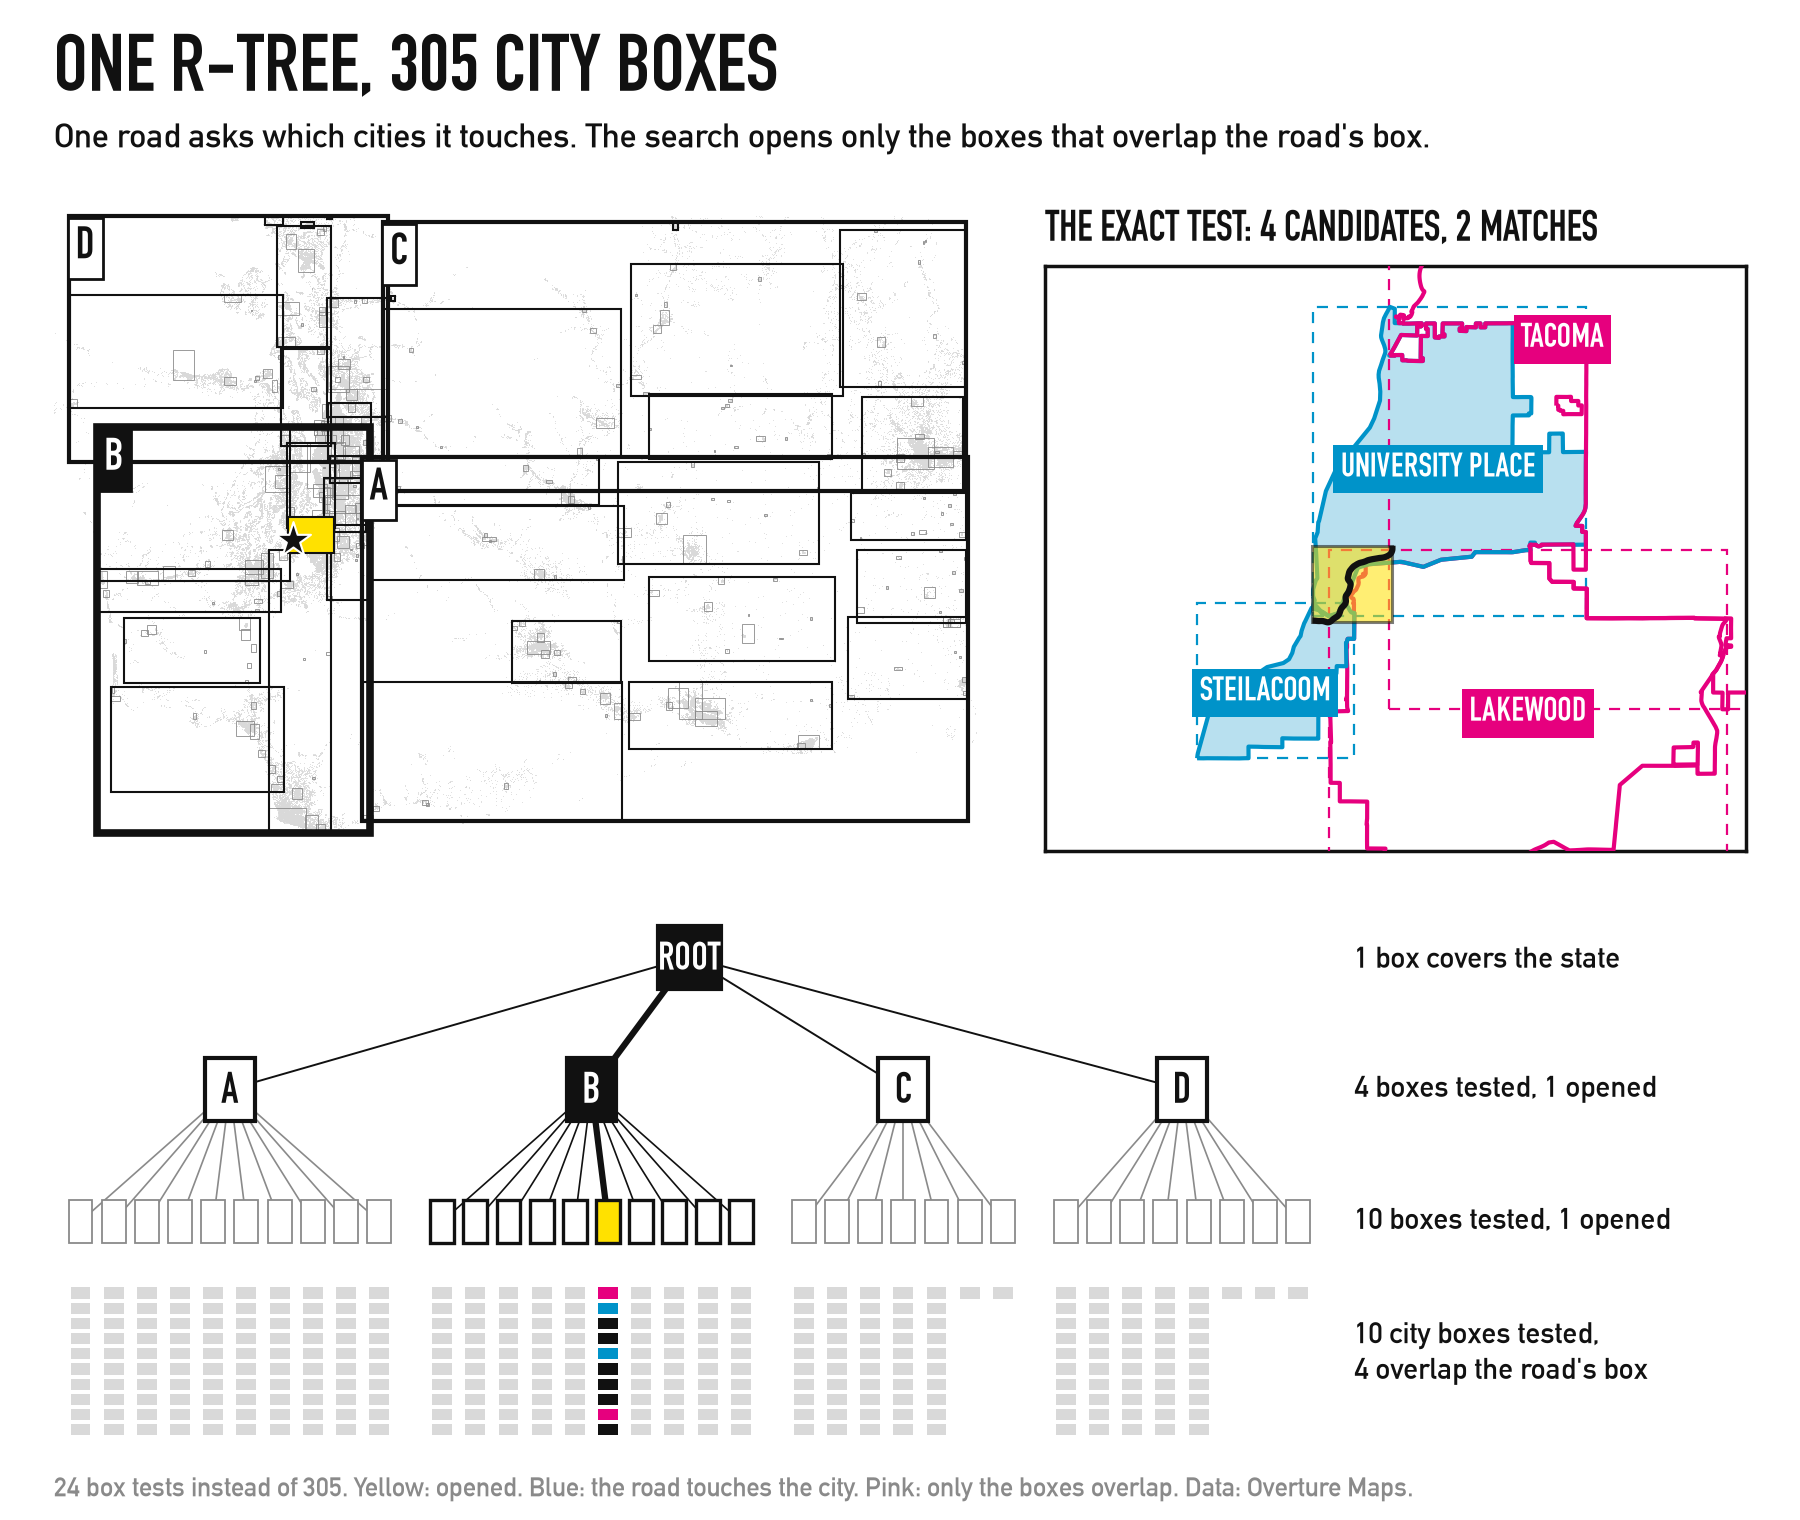 ONE R-TREE, 305 CITY BOXES
One road asks which cities it touches. The search opens only the boxes that overlap the road's box.
D
C
B
A
THE EXACT TEST: 4 CANDIDATES, 2 MATCHES
TACOMA
UNIVERSITY PLACE
STEILACOOM
LAKEWOOD
ROOT
1 box covers the state
A
B
C
D
4 boxes tested, 1 opened
10 boxes tested, 1 opened
10 city boxes tested,
4 overlap the road's box
24 box tests instead of 305. Yellow: opened. Blue: the road touches the city. Pink: only the boxes overlap. Data: Overture Maps.